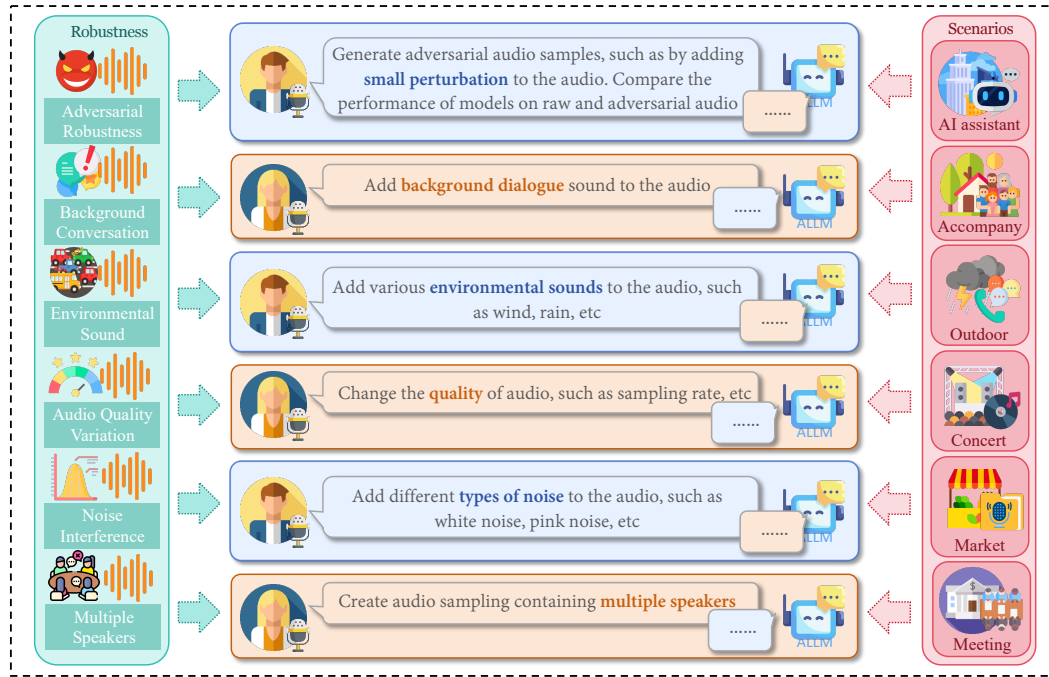 Robustness
Adversarial
Robustness
Background
Conversation
Environmental
Sound
Audio Quality
Variation
Noise
Interference
Multiple
Speakers
Generate adversarial audio samples, such as by adding
small perturbation to the audio. Compare the
performance of models on raw and adversarial audio
......
Add background dialogue sound to the audio
......
ALLM
Add various environmental sounds to the audio, such
as wind, rain, etc
......
ALLM
Change the quality of audio, such as sampling rate, etc
......
ALLM
Add different types of noise to the audio, such as
white noise, pink noise, etc
......
ALLM
Create audio sampling containing multiple speakers
......
ALLM
Scenarios
AI assistant
Accompany
Outdoor
Concert
Market
Meeting